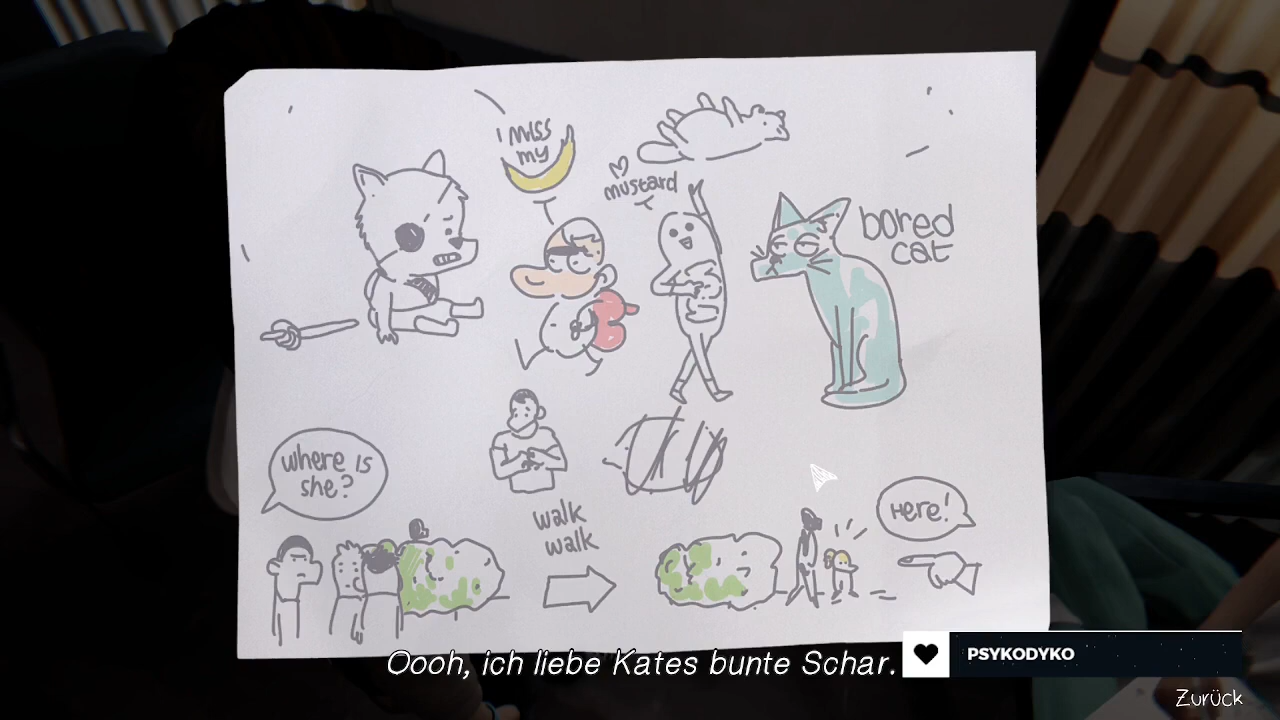 I MISS
MY
mustard
bored
cat
where is
she?
walk
walk
HERE!
Oooh, ich liebe Kates bunte Schar.
PSYKODYKO
Zurück